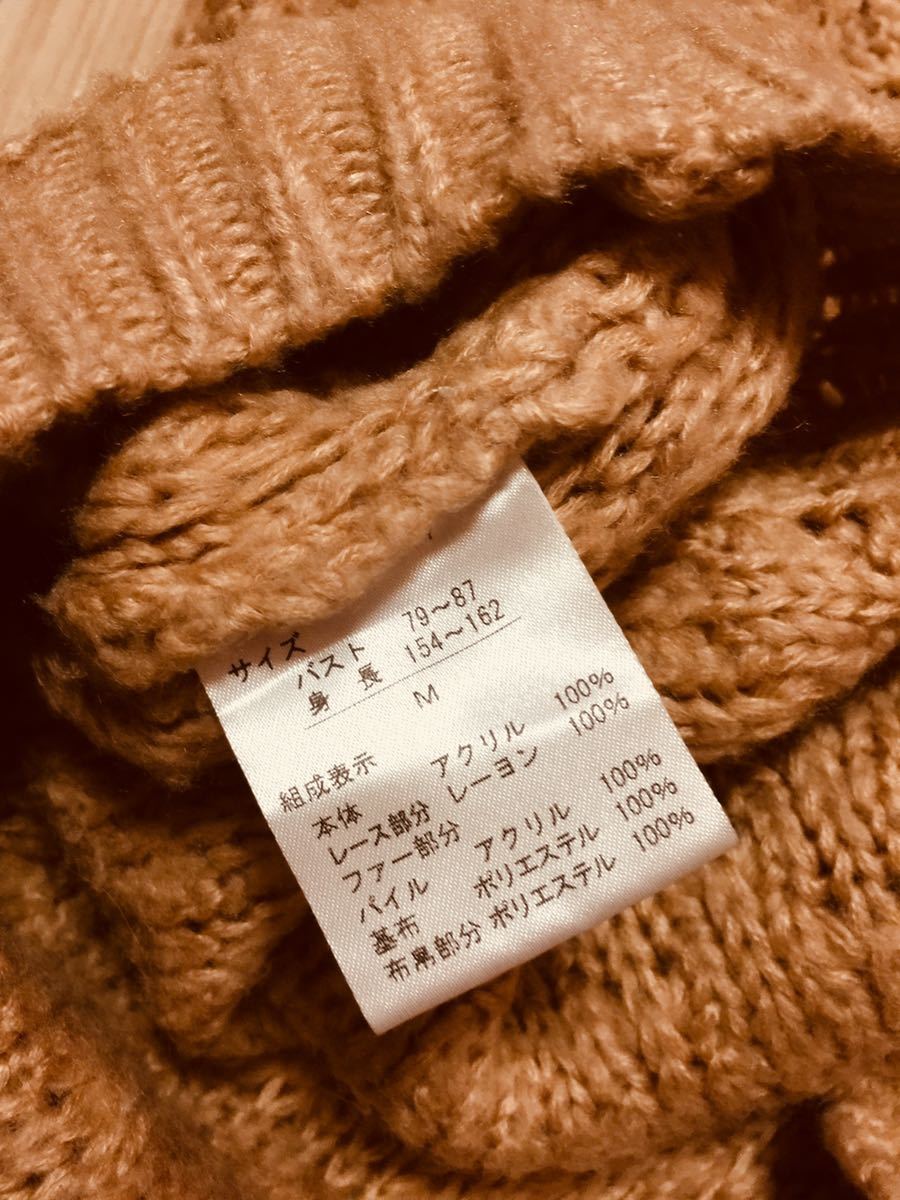 サイズ
バスト 79〜87
身長 154〜162
M
組成表示
本体 アクリル 100%
レース部分 レーヨン 100%
ファー部分
パイル アクリル 100%
基布 ポリエステル 100%
布帛部分 ポリエステル 100%